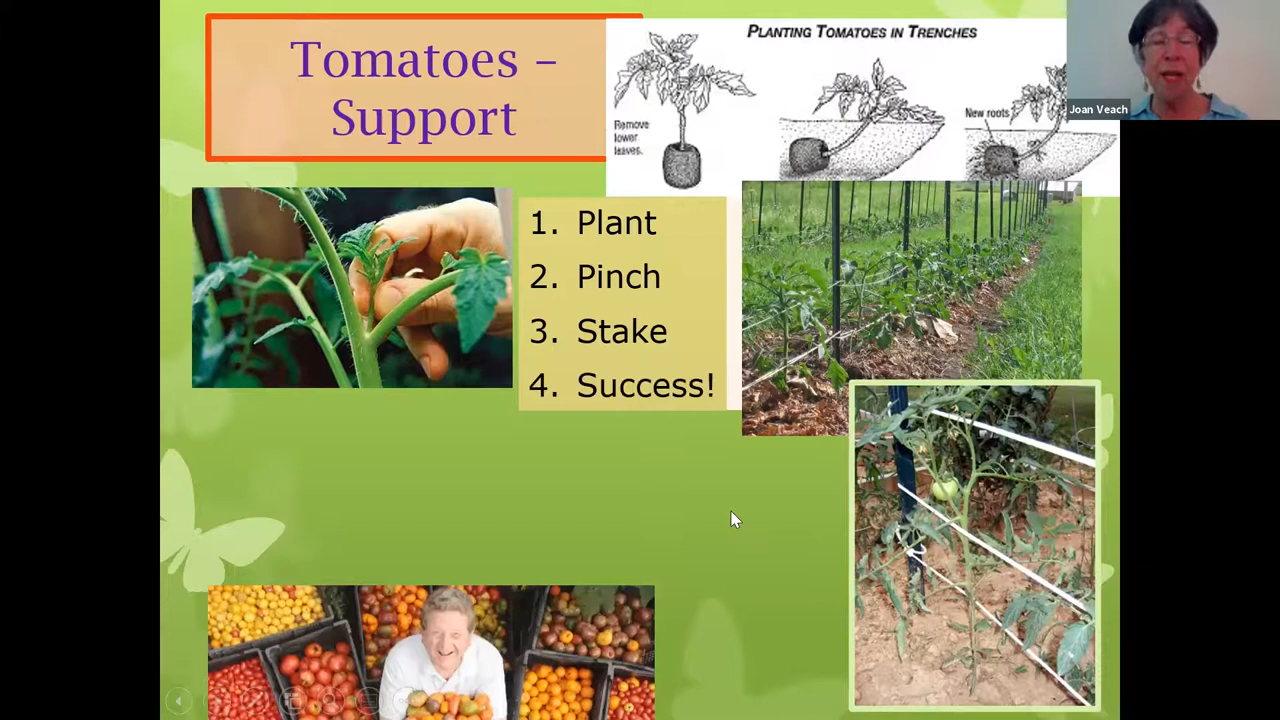 Tomatoes –
Support
PLANTING TOMATOES IN TRENCHES
Remove
lower
leaves.
New roots
Joan Veach
1. Plant
2. Pinch
3. Stake
4. Success!